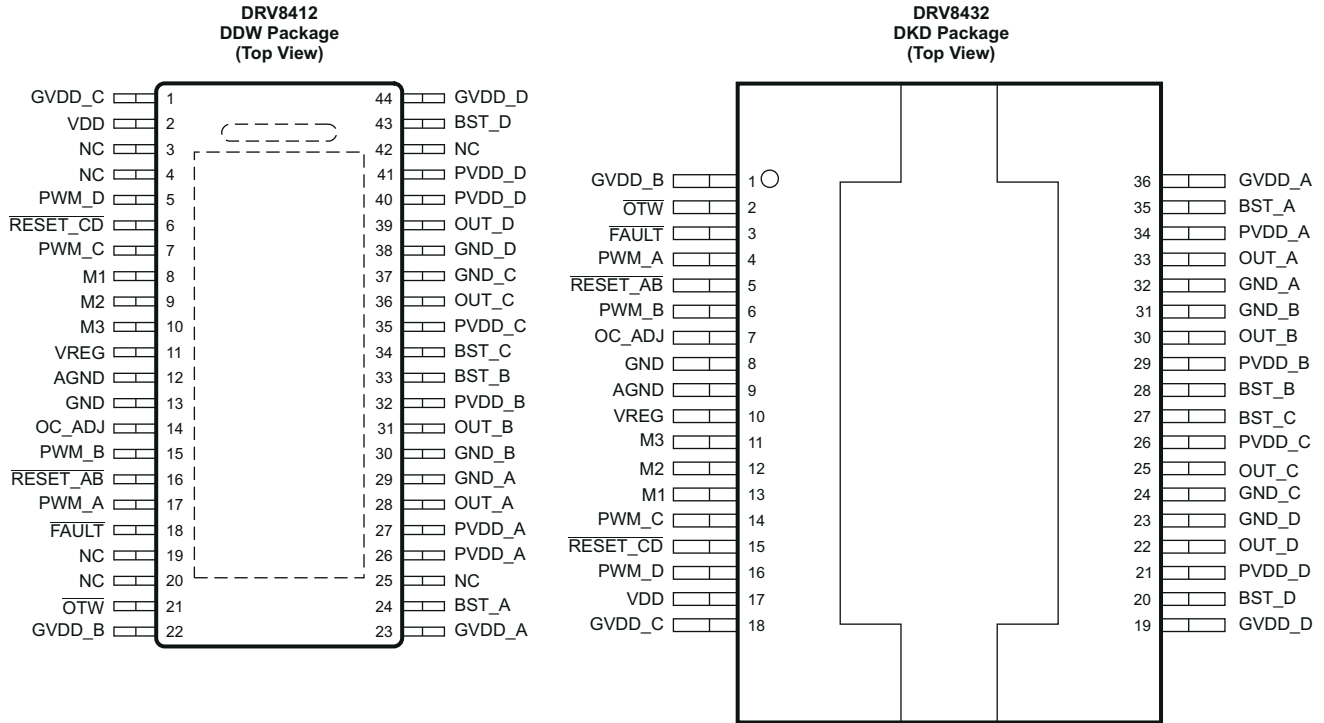 DRV8412
DDW Package
(Top View)
GVDD_C 1 44 GVDD_D
VDD 2 43 BST_D
NC 3 42 NC
NC 4 41 PVDD_D
PWM_D 5 40 PVDD_D
RESET_CD 6 39 OUT_D
PWM_C 7 38 GND_D
M1 8 37 GND_C
M2 9 36 OUT_C
M3 10 35 PVDD_C
VREG 11 34 BST_C
AGND 12 33 BST_B
GND 13 32 PVDD_B
OC_ADJ 14 31 OUT_B
PWM_B 15 30 GND_B
RESET_AB 16 29 GND_A
PWM_A 17 28 OUT_A
FAULT 18 27 PVDD_A
NC 19 26 PVDD_A
NC 20 25 NC
OTW 21 24 BST_A
GVDD_B 22 23 GVDD_A
DRV8432
DKD Package
(Top View)
GVDD_B 1 36 GVDD_A
OTW 2 35 BST_A
FAULT 3 34 PVDD_A
PWM_A 4 33 OUT_A
RESET_AB 5 32 GND_A
PWM_B 6 31 GND_B
OC_ADJ 7 30 OUT_B
GND 8 29 PVDD_B
AGND 9 28 BST_B
VREG 10 27 BST_C
M3 11 26 PVDD_C
M2 12 25 OUT_C
M1 13 24 GND_C
PWM_C 14 23 GND_D
RESET_CD 15 22 OUT_D
PWM_D 16 21 PVDD_D
VDD 17 20 BST_D
GVDD_C 18 19 GVDD_D